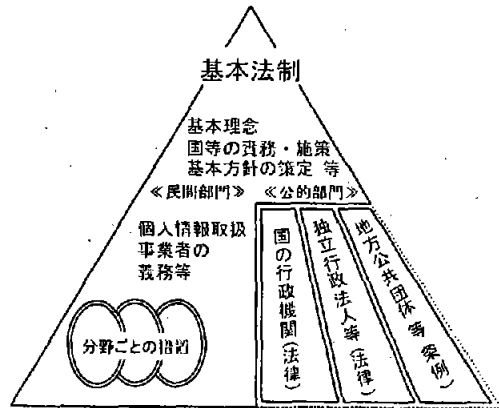 基本法制
基本理念
国等の責務・施策
基本方針の策定 等
≪民間部門≫ ≪公的部門≫
個人情報取扱
事業者の
義務等
分野ごとの措置
国の行政機関(法律)
独立行政法人等(法律)
地方公共団体等 条例)